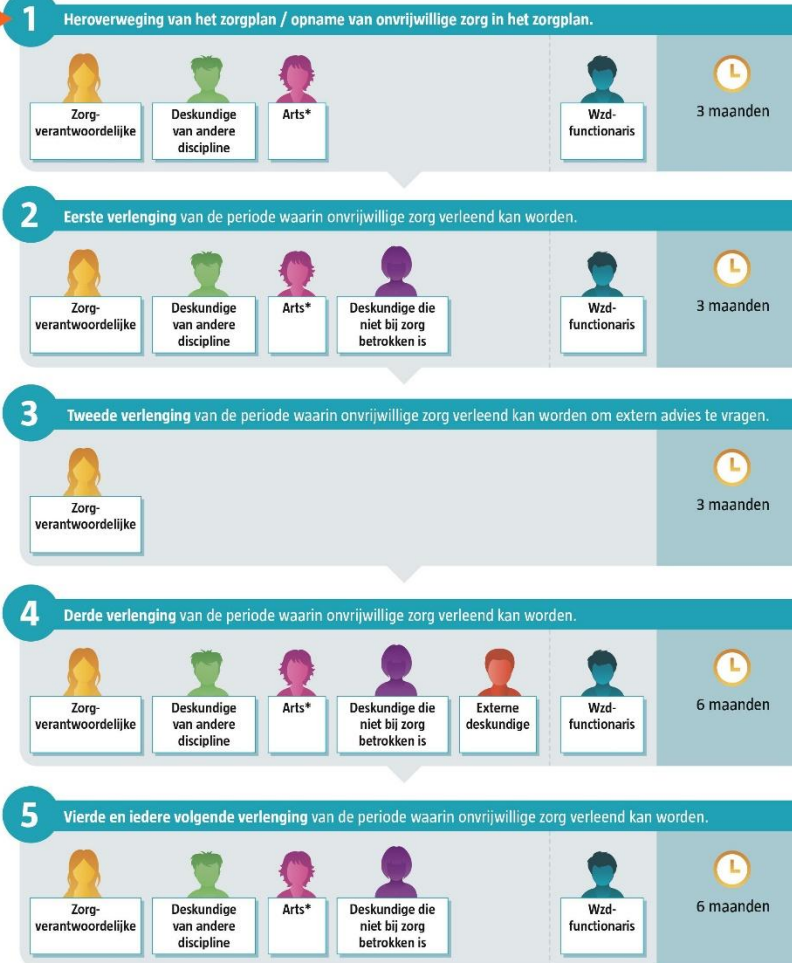 1
Heroverweging van het zorgplan / opname van onvrijwillige zorg in het zorgplan.
Zorg-
verantwoordelijke
Deskundige
van andere
discipline
Arts*
Wzd-
functionaris
3 maanden
2
Eerste verlenging van de periode waarin onvrijwillige zorg verleend kan worden.
Zorg-
verantwoordelijke
Deskundige
van andere
discipline
Arts*
Deskundige die
niet bij zorg
betrokken is
Wzd-
functionaris
3 maanden
3
Tweede verlenging van de periode waarin onvrijwillige zorg verleend kan worden om extern advies te vragen.
Zorg-
verantwoordelijke
3 maanden
4
Derde verlenging van de periode waarin onvrijwillige zorg verleend kan worden.
Zorg-
verantwoordelijke
Deskundige
van andere
discipline
Arts*
Deskundige die
niet bij zorg
betrokken is
Externe
deskundige
Wzd-
functionaris
6 maanden
5
Vierde en iedere volgende verlenging van de periode waarin onvrijwillige zorg verleend kan worden.
Zorg-
verantwoordelijke
Deskundige
van andere
discipline
Arts*
Deskundige die
niet bij zorg
betrokken is
Wzd-
functionaris
6 maanden